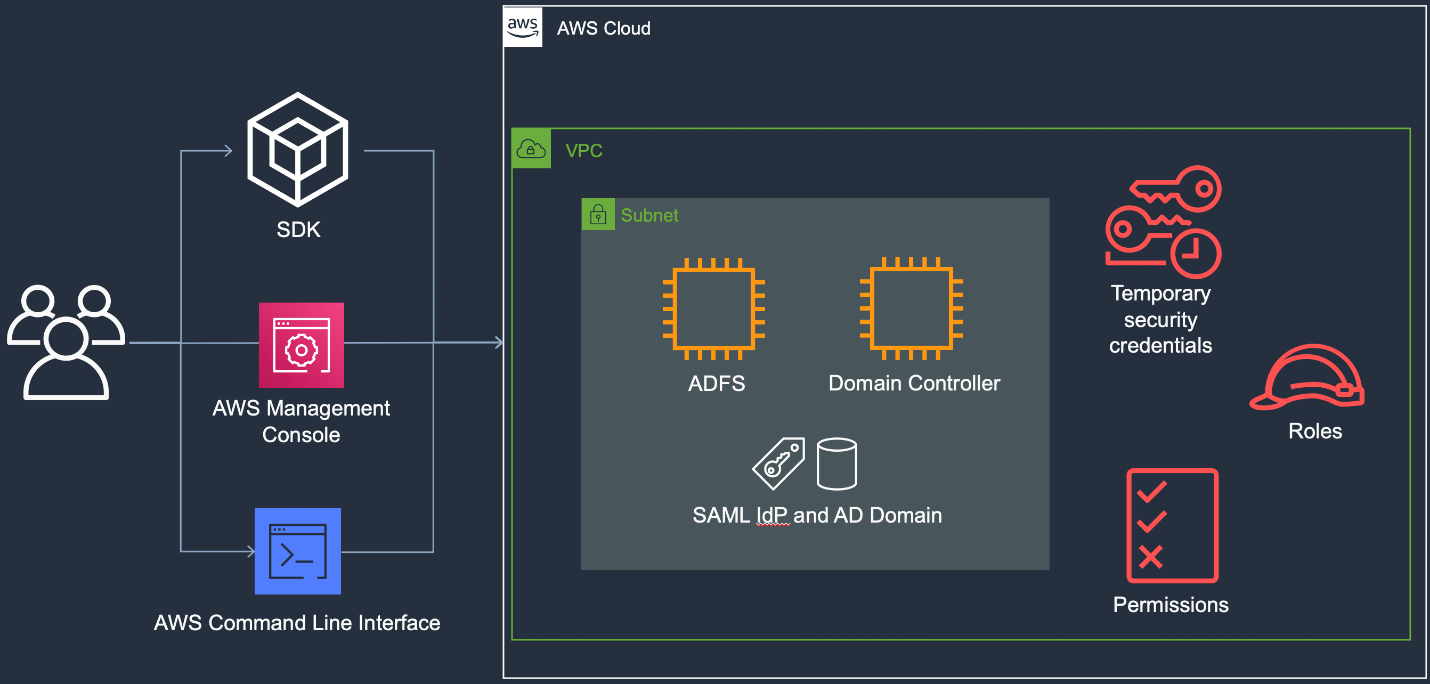 aws
AWS Cloud
VPC
Subnet
SDK
ADFS
Domain Controller
Temporary
security
credentials
AWS Management
Console
Roles
SAML IdP and AD Domain
Permissions
AWS Command Line Interface